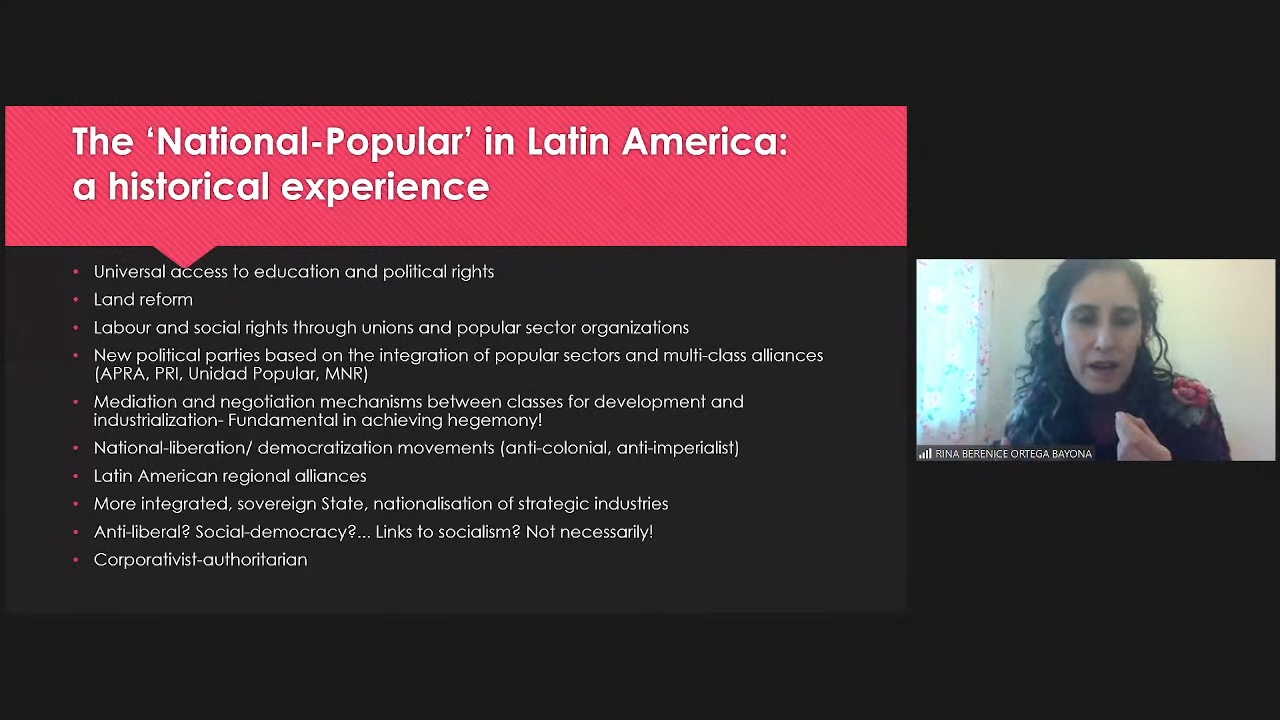 The ‘National-Popular’ in Latin America:
a historical experience
• Universal access to education and political rights
• Land reform
• Labour and social rights through unions and popular sector organizations
• New political parties based on the integration of popular sectors and multi-class alliances
(APRA, PRI, Unidad Popular, MNR)
• Mediation and negotiation mechanisms between classes for development and
industrialization- Fundamental in achieving hegemony!
• National-liberation/ democratization movements (anti-colonial, anti-imperialist)
• Latin American regional alliances
• More integrated, sovereign State, nationalisation of strategic industries
• Anti-liberal? Social-democracy?... Links to socialism? Not necessarily!
• Corporativist-authoritarian
RINA BERENICE ORTEGA BAYONA